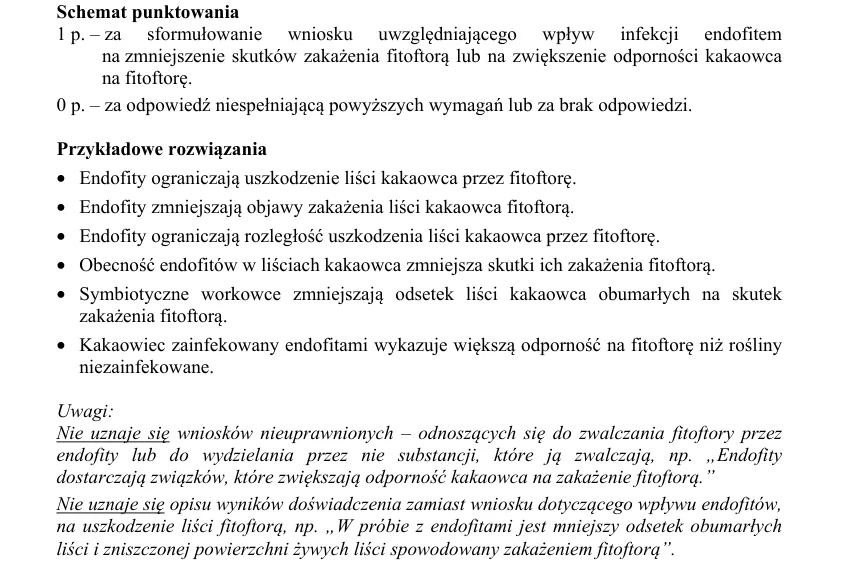 Schemat punktowania
1 p. – za sformułowanie wniosku uwzględniającego wpływ infekcji endofitem
na zmniejszenie skutków zakażenia fitoftorą lub na zwiększenie odporności kakaowca
na fitoftorę.
0 p. – za odpowiedź niespełniającą powyższych wymagań lub za brak odpowiedzi.
Przykładowe rozwiązania
• Endofity ograniczają uszkodzenie liści kakaowca przez fitoftorę.
• Endofity zmniejszają objawy zakażenia liści kakaowca fitoftorą.
• Endofity ograniczają rozległość uszkodzenia liści kakaowca przez fitoftorę.
• Obecność endofitów w liściach kakaowca zmniejsza skutki ich zakażenia fitoftorą.
• Symbiotyczne workowce zmniejszają odsetek liści kakaowca obumarłych na skutek
zakażenia fitoftorą.
• Kakaowiec zainfekowany endofitami wykazuje większą odporność na fitoftorę niż rośliny
niezainfekowane.
Uwagi:
Nie uznaje się wniosków nieuprawnionych – odnoszących się do zwalczania fitoftory przez
endofity lub do wydzielania przez nie substancji, które ją zwalczają, np. „Endofity
dostarczają związków, które zwiększają odporność kakaowca na zakażenie fitoftorą.”
Nie uznaje się opisu wyników doświadczenia zamiast wniosku dotyczącego wpływu endofitów,
na uszkodzenie liści fitoftorą, np. „W próbie z endofitami jest mniejszy odsetek obumarłych
liści i zniszczonej powierzchni żywych liści spowodowany zakażeniem fitoftorą”.